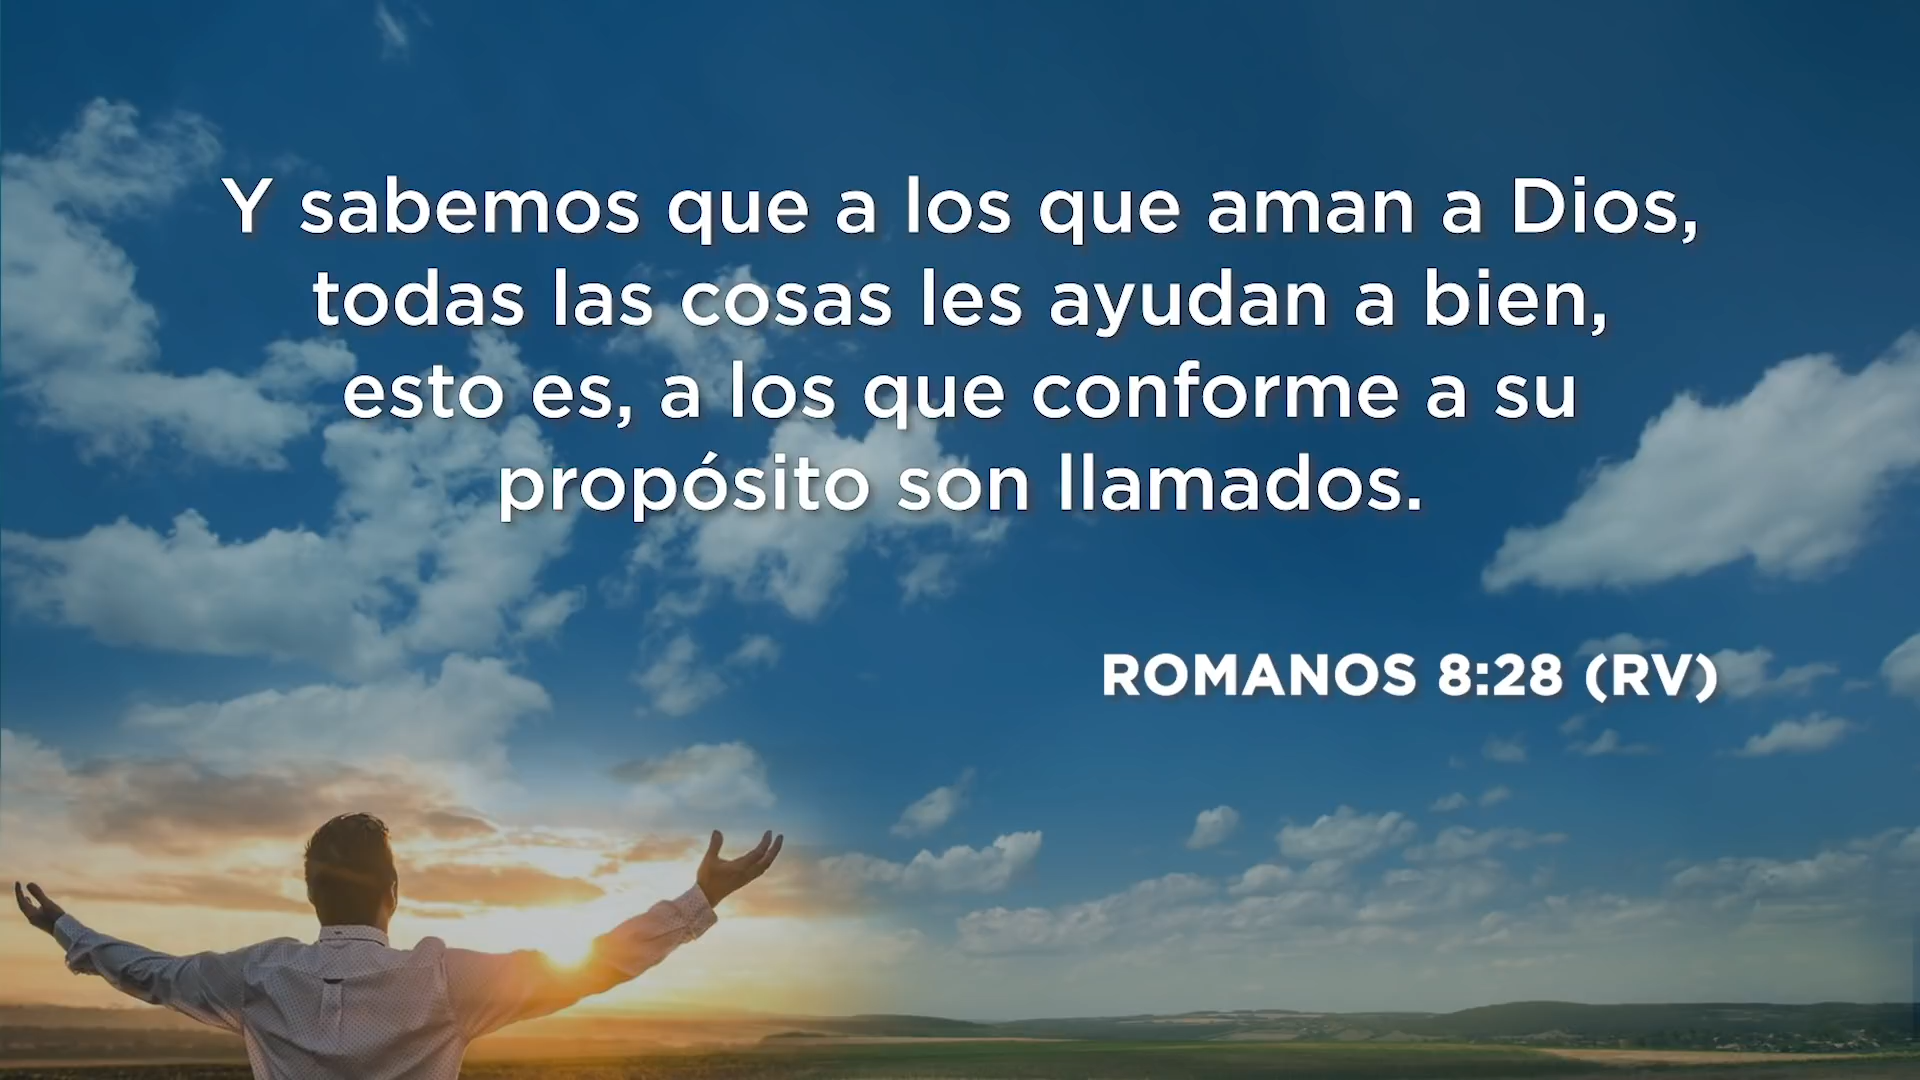 Y sabemos que a los que aman a Dios,
todas las cosas les ayudan a bien,
esto es, a los que conforme a su
propósito son llamados.
ROMANOS 8:28 (RV)